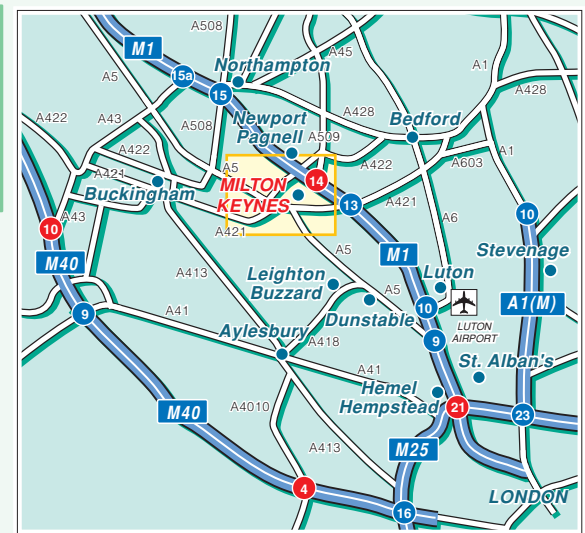 A508
M1
A45
A1
A5
15a
Northampton
A428
15
A422
A43
Newport
Pagnell
A428
Bedford
A508
A509
A422
A1
A422
A603
A421
A5
MILTON
KEYNES
14
Buckingham
13
A421
A43
A6
10
10
A421
A5
Stevenage
M40
A413
M1
Leighton
Buzzard
Luton
A5
A1(M)
A41
10
Dunstable
LUTON
AIRPORT
9
Aylesbury
A418
9
St. Alban's
A41
Hemel
Hempstead
M40
A4010
21
23
A413
M25
4
LONDON
16